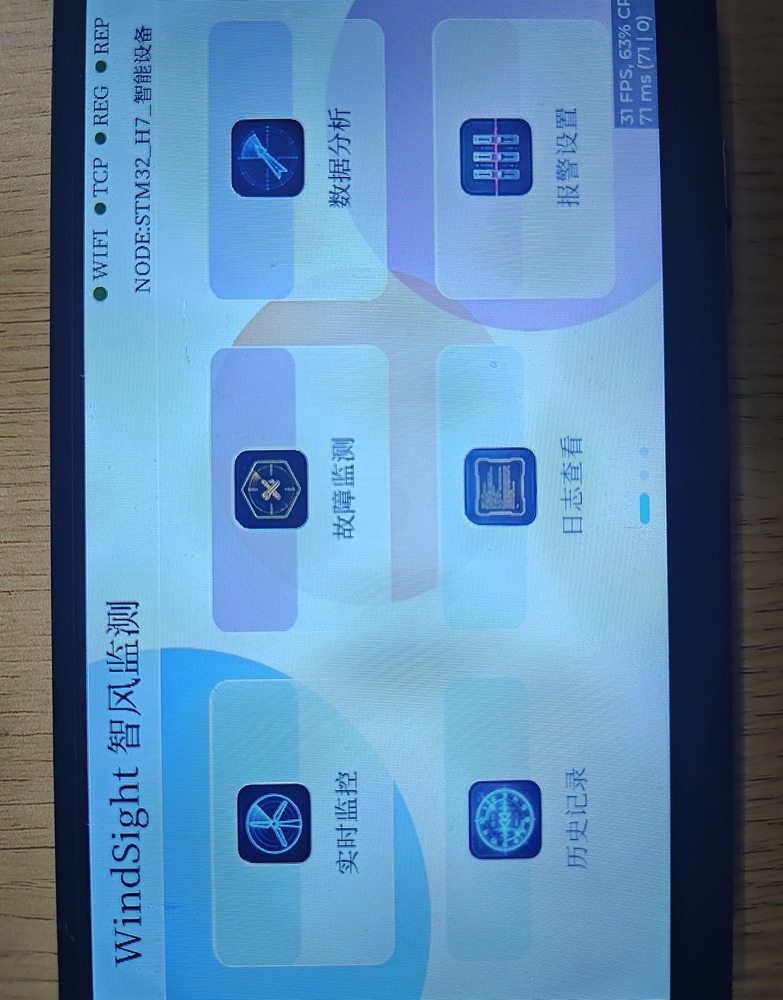 WindSight 智风监测
WIFI TCP REG REP
NODE:STM32_H7_智能设备
实时监控
故障监测
数据分析
历史记录
日志查看
报警设置
31 FPS, 63% CP
71 ms (71 | 0)